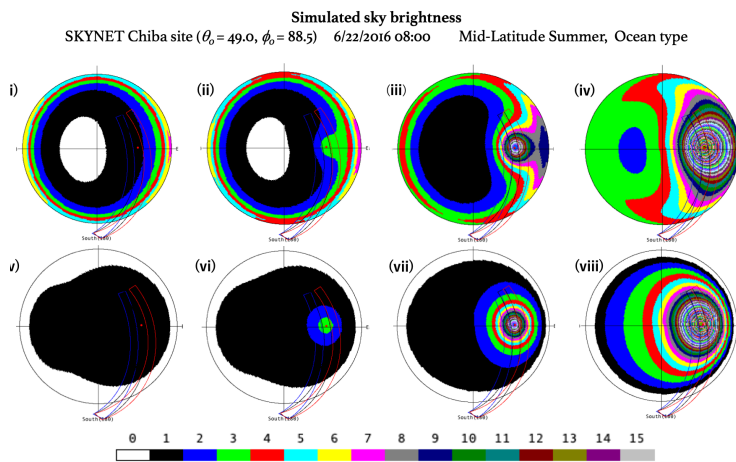 Simulated sky brightness
SKYNET Chiba site (θo = 49.0, ϕo = 88.5) 6/22/2016 08:00 Mid-Latitude Summer, Ocean type
i) (ii) (iii) (iv)
South(180) South(180) South(180) South(180)
v) (vi) (vii) (viii)
South(180) South(180) South(180) South(180)
0 1 2 3 4 5 6 7 8 9 10 11 12 13 14 15